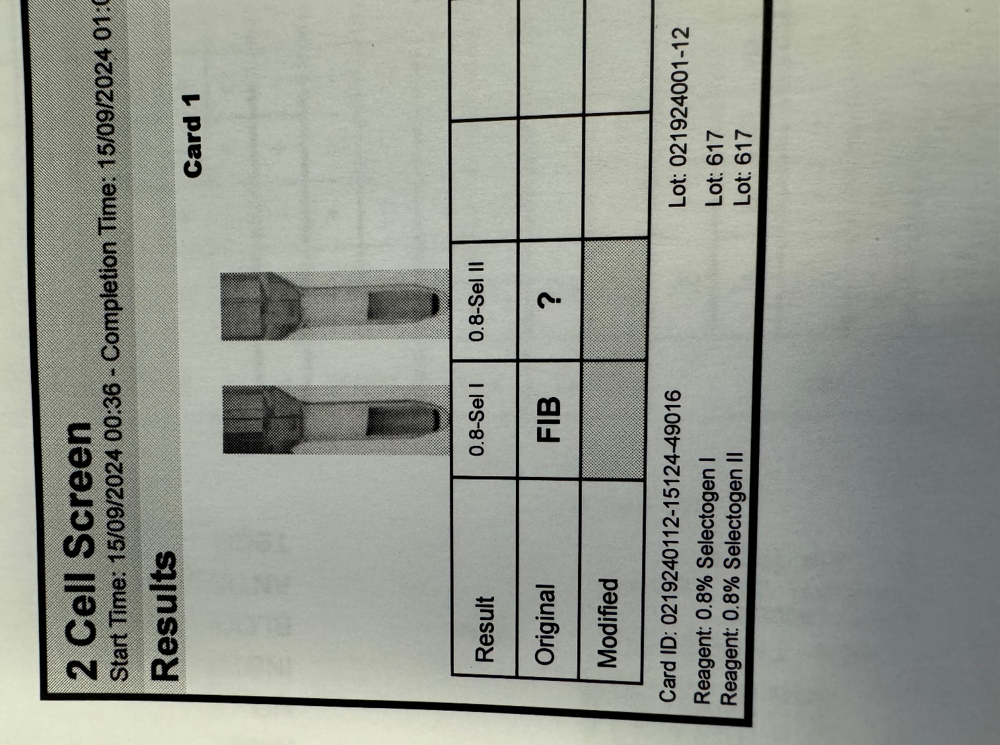 2 Cell Screen
Start Time: 15/09/2024 00:36 - Completion Time: 15/09/2024
Results
Card 1
Result 0.8-Sel I 0.8-Sel II
Original FIB ?
Modified
Card ID: 0219240112-15124-49016 Lot: 021924001-12
Reagent: 0.8% Selectogen I Lot: 617
Reagent: 0.8% Selectogen II Lot: 617